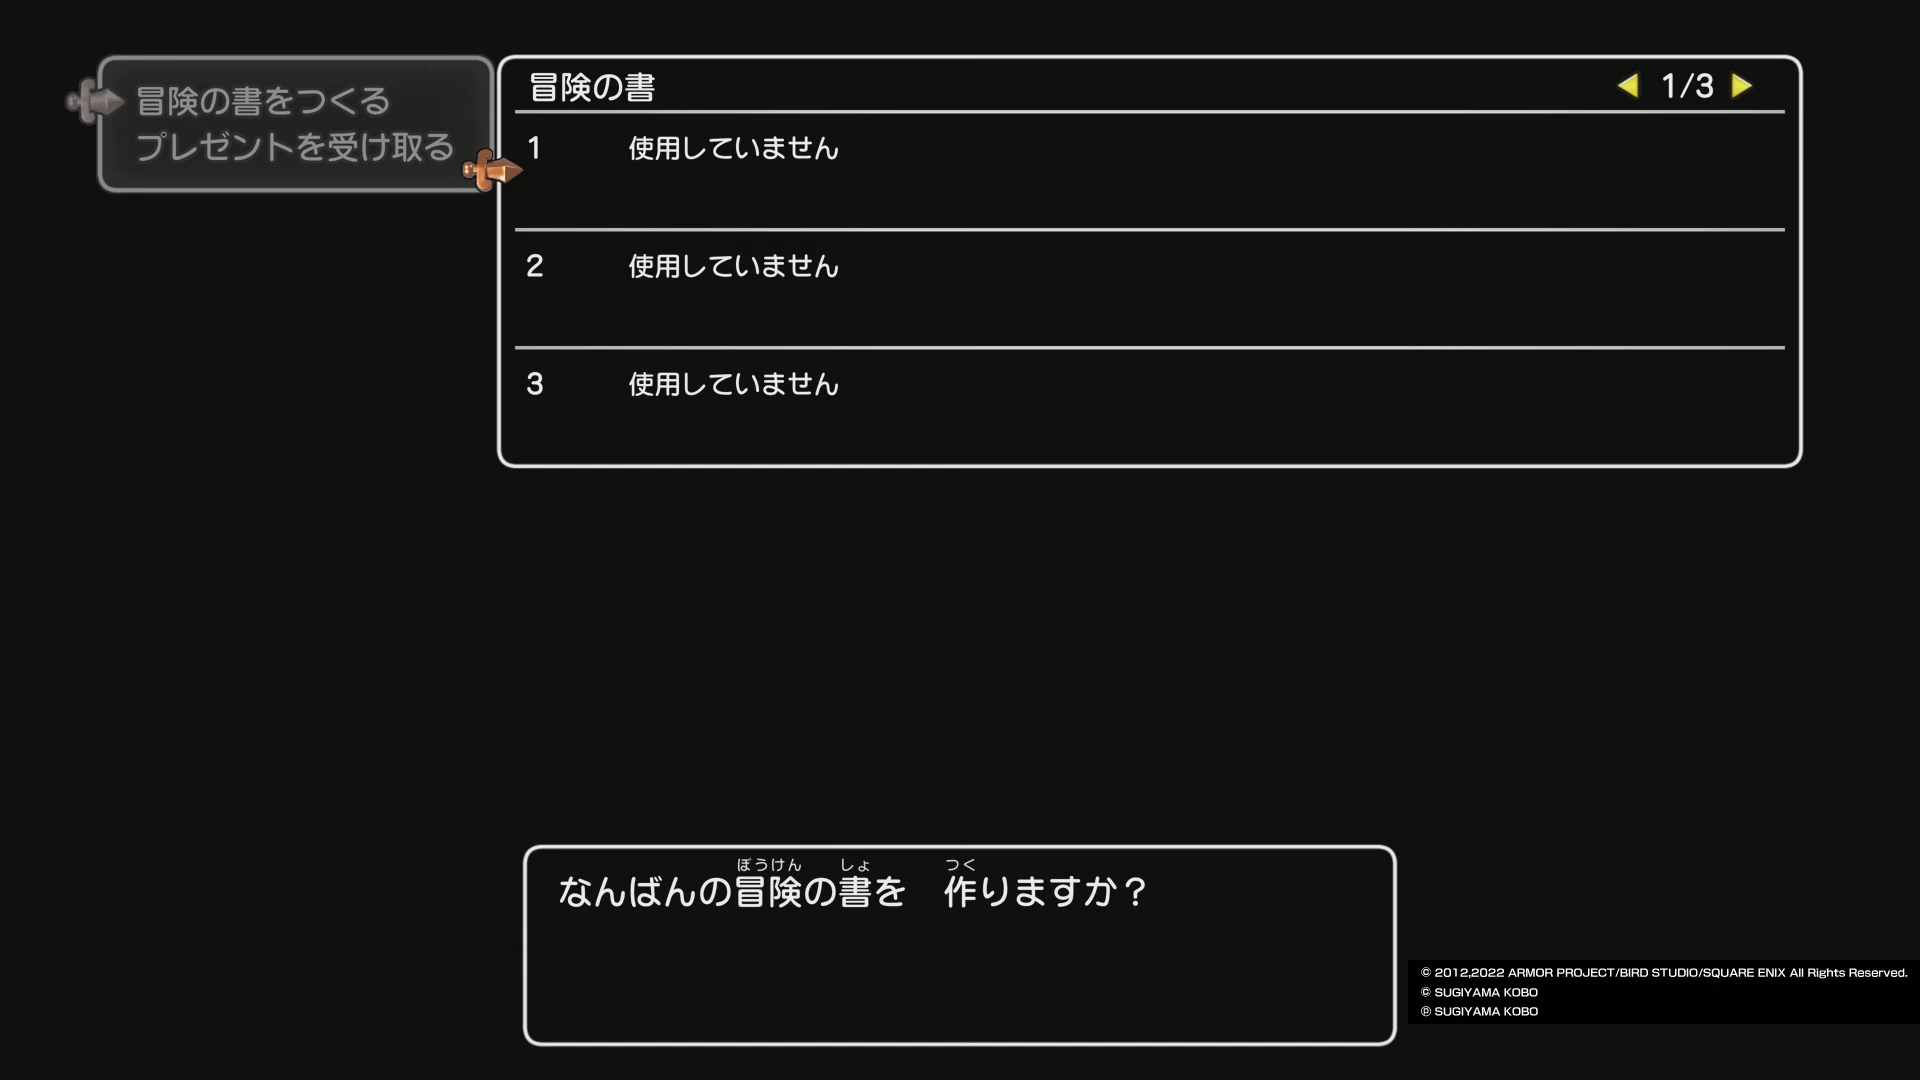 冒険の書をつくる
プレゼントを受け取る
冒険の書
1/3
1 使用していません
2 使用していません
3 使用していません
ぼうけん しょ つく
なんばんの冒険の書を　作りますか？
© 2012,2022 ARMOR PROJECT/BIRD STUDIO/SQUARE ENIX All Rights Reserved.
© SUGIYAMA KOBO
℗ SUGIYAMA KOBO